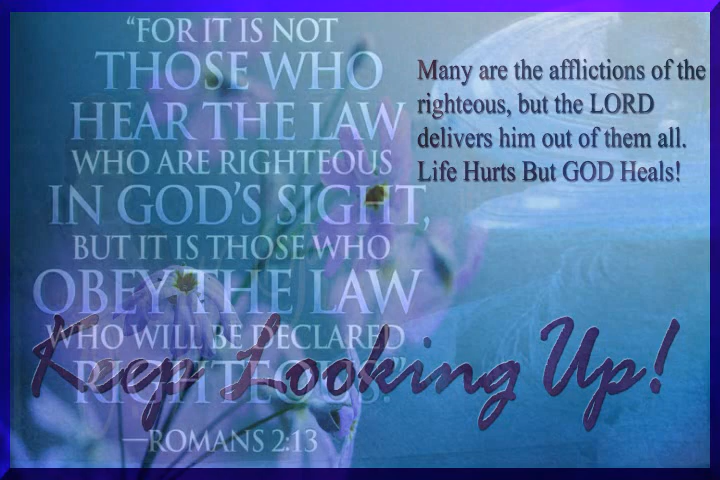 “FOR IT IS NOT
THOSE WHO
HEAR THE LAW
WHO ARE RIGHTEOUS
IN GOD’S SIGHT,
BUT IT IS THOSE WHO
OBEY THE LAW
WHO WILL BE DECLARED
RIGHTEOUS.”
—ROMANS 2:13
Many are the afflictions of the
righteous, but the LORD
delivers him out of them all.
Life Hurts But GOD Heals!
Keep Looking Up!